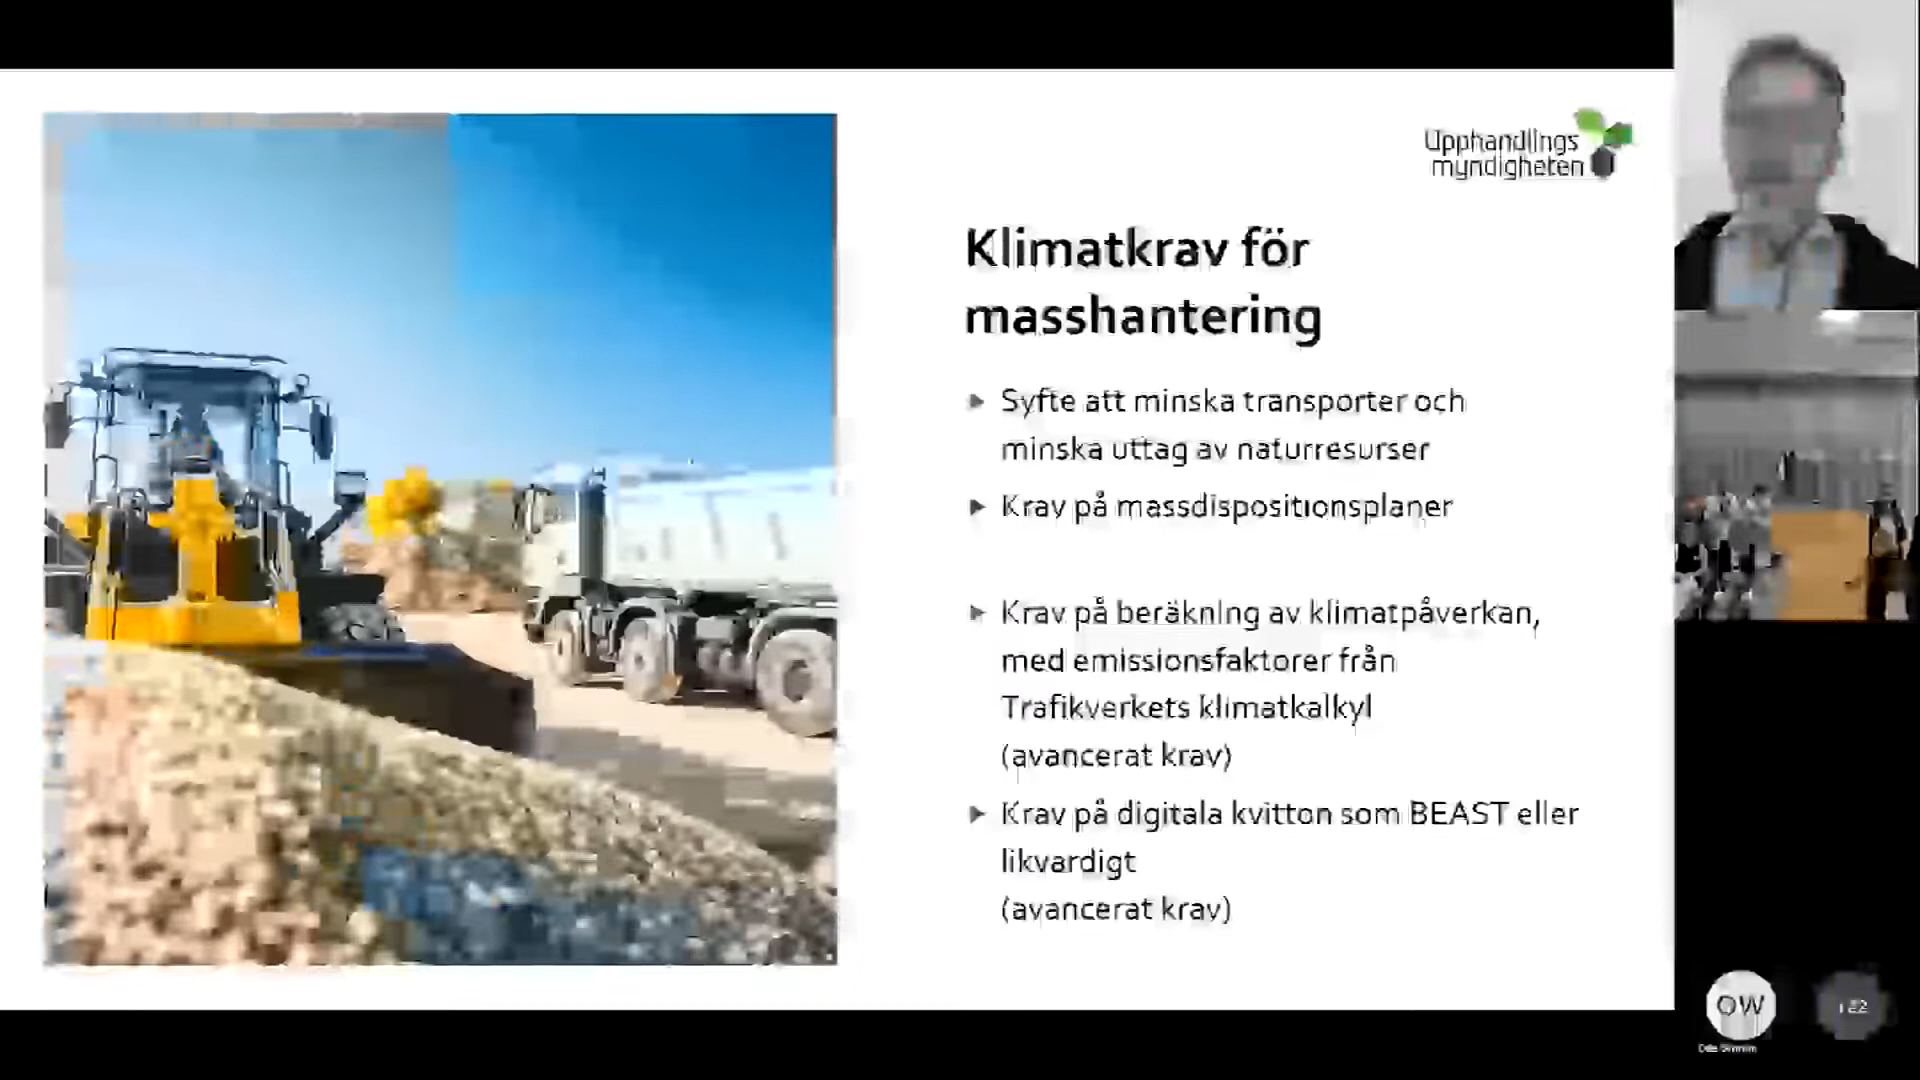 Upphandlings
myndigheten
Klimatkrav för
masshantering
Syfte att minska transporter och
minska uttag av naturresurser
Krav på massdispositionsplaner
Krav på beräkning av klimatpåverkan,
med emissionsfaktorer från
Trafikverkets klimatkalkyl
(avancerat krav)
Krav på digitala kvitton som BEAST eller
likvardigt
(avancerat krav)
OW